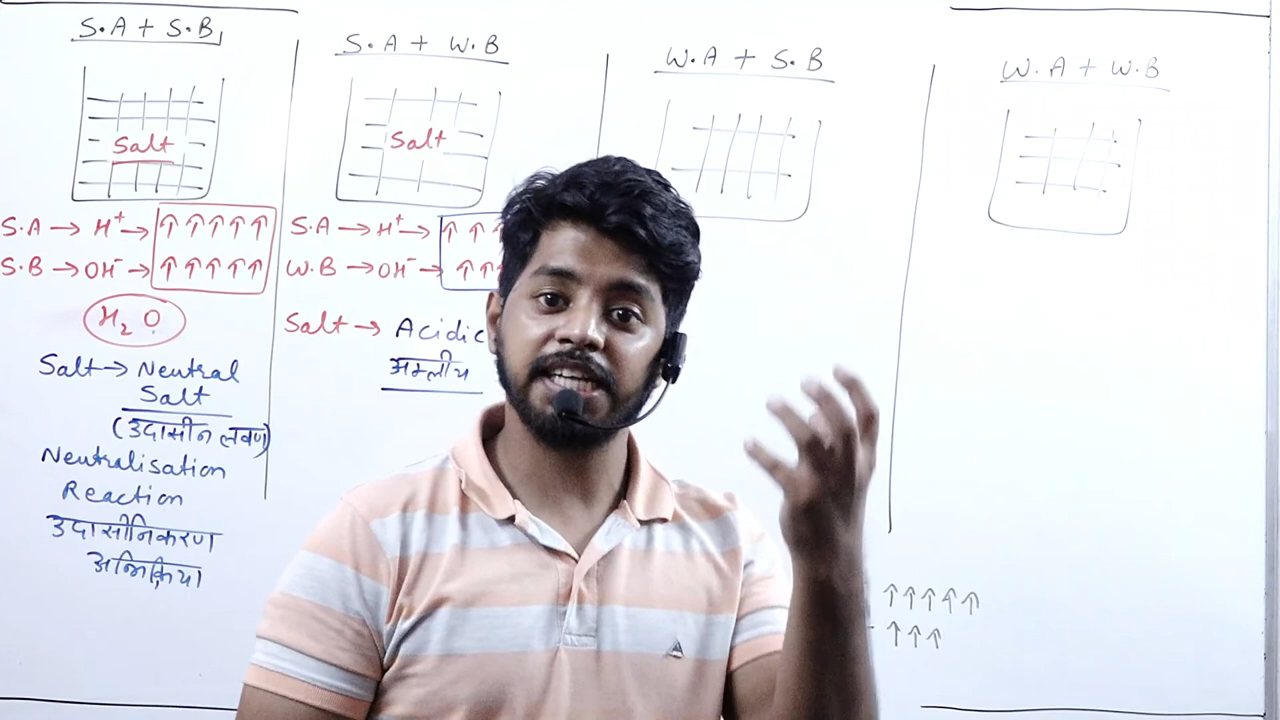 S.A + S.B
Salt
S.A → H⁺ → ↑ ↑ ↑ ↑ ↑
S.B → OH⁻ → ↑ ↑ ↑ ↑ ↑
H₂O
Salt → Neutral
Salt
(उदासीन लवण)
Neutralisation
Reaction
उदासीनिकरण
अभिक्रिया
S.A + W.B
Salt
S.A → H⁺ → ↑ ↑
W.B → OH⁻ → ↑ ↑
Salt → Acidic
अम्लीय
W.A + S.B
W.A + W.B
↑ ↑ ↑ ↑ ↑
↑ ↑ ↑